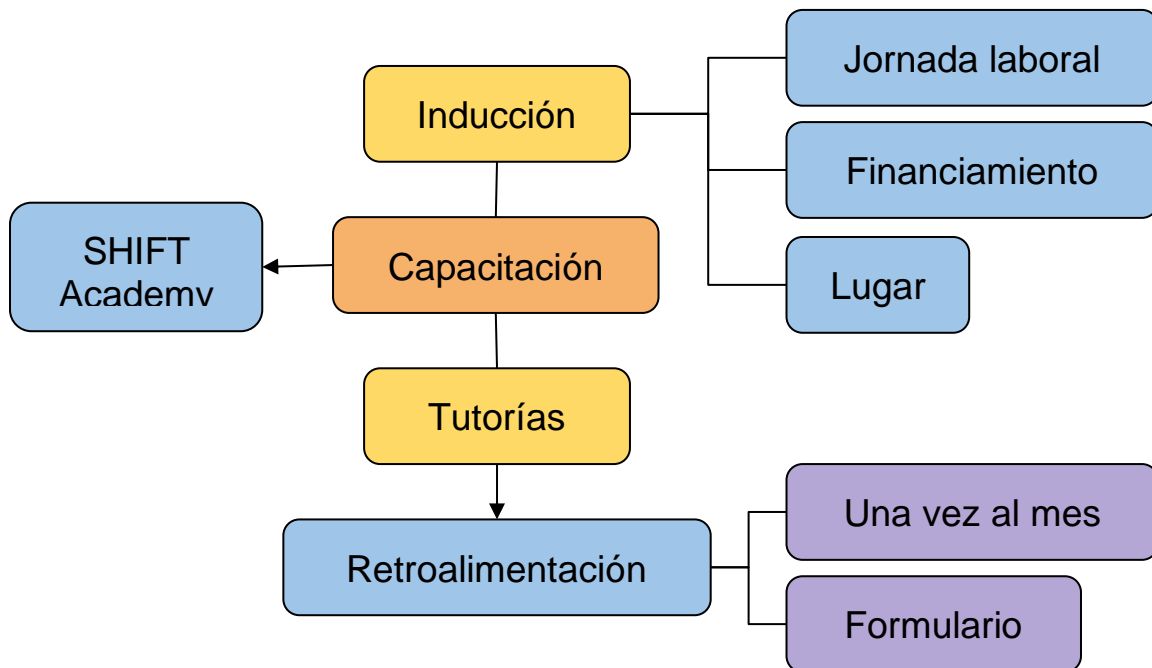 Jornada laboral
Inducción
Financiamiento
SHIFT
Academy
Capacitación
Lugar
Tutorías
Una vez al mes
Retroalimentación
Formulario